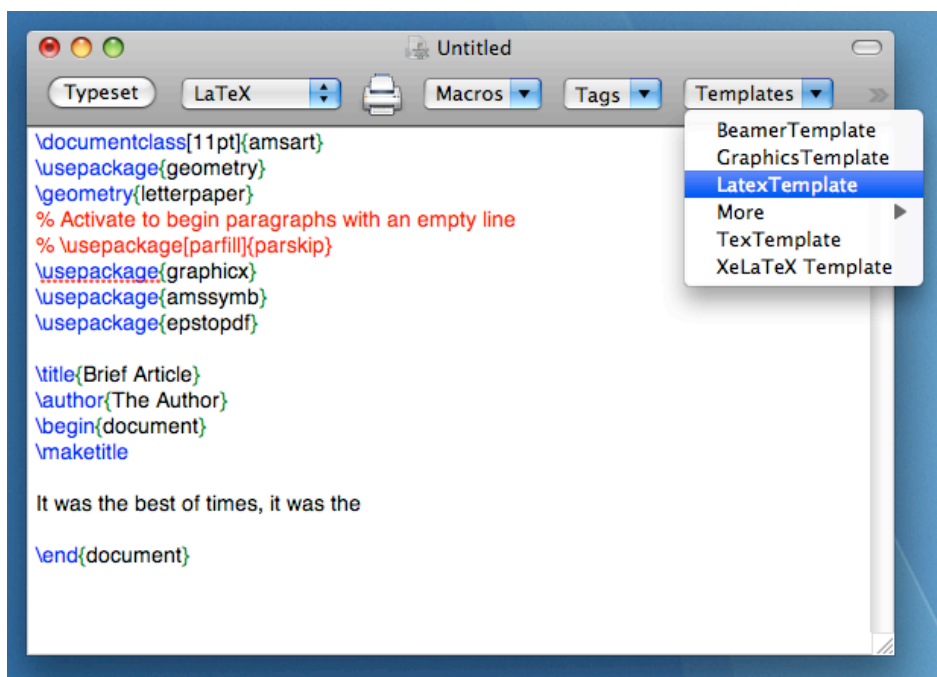 Untitled
Typeset LaTeX Macros Tags Templates
BeamerTemplate
GraphicsTemplate
LatexTemplate
More
TexTemplate
XeLaTeX Template
\documentclass[11pt]{amsart}
\usepackage{geometry}
\geometry{letterpaper}
% Activate to begin paragraphs with an empty line
% \usepackage[parfill]{parskip}
\usepackage{graphicx}
\usepackage{amssymb}
\usepackage{epstopdf}
\title{Brief Article}
\author{The Author}
\begin{document}
\maketitle
It was the best of times, it was the
\end{document}